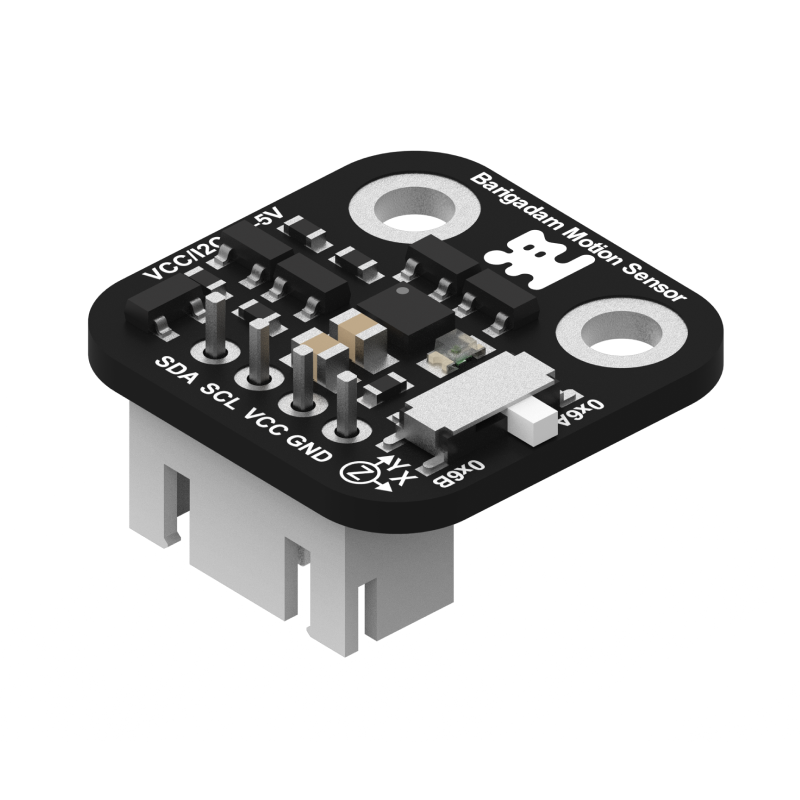 Barigadam Motion Sensor
VCC/I2C
5V
SDA SCL VCC GND
Z Y X
0x6A
0x6B